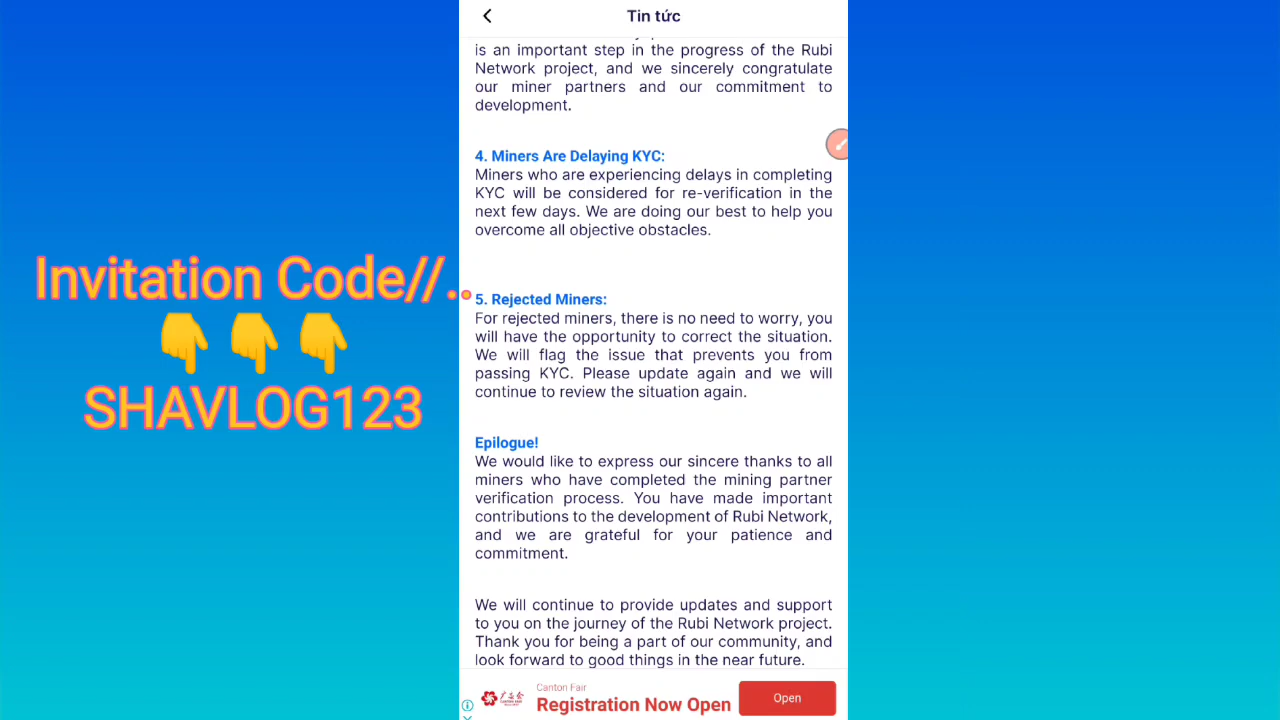 Tin tức
is an important step in the progress of the Rubi
Network project, and we sincerely congratulate
our miner partners and our commitment to
development.
4. Miners Are Delaying KYC:
Miners who are experiencing delays in completing
KYC will be considered for re-verification in the
next few days. We are doing our best to help you
overcome all objective obstacles.
Invitation Code//..
👇👇👇
SHAVLOG123
5. Rejected Miners:
For rejected miners, there is no need to worry, you
will have the opportunity to correct the situation.
We will flag the issue that prevents you from
passing KYC. Please update again and we will
continue to review the situation again.
Epilogue!
We would like to express our sincere thanks to all
miners who have completed the mining partner
verification process. You have made important
contributions to the development of Rubi Network,
and we are grateful for your patience and
commitment.
We will continue to provide updates and support
to you on the journey of the Rubi Network project.
Thank you for being a part of our community, and
look forward to good things in the near future.
Canton Fair
Registration Now Open
Open